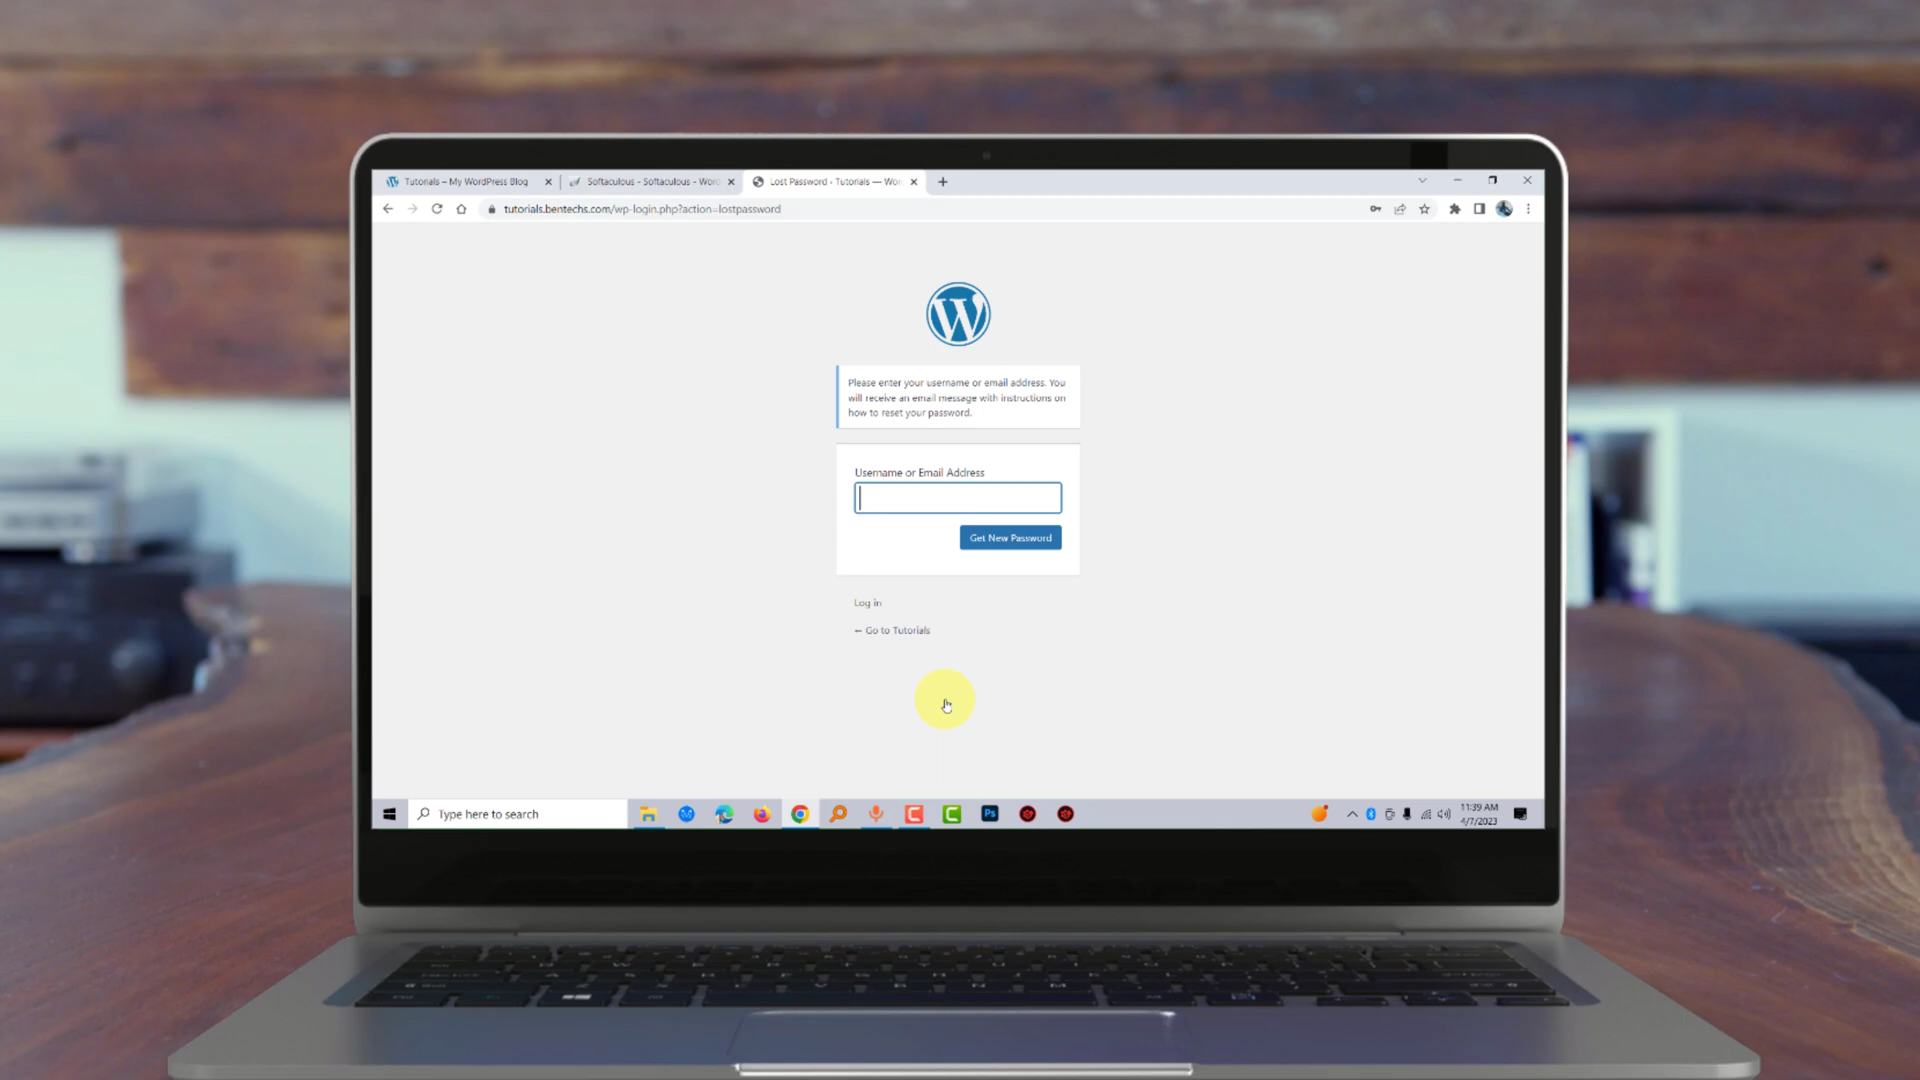 Tutorials – My WordPress Blog
Softaculous - Softaculous - Word
Lost Password ‹ Tutorials — Wor
tutorials.bentechs.com/wp-login.php?action=lostpassword
Please enter your username or email address. You
will receive an email message with instructions on
how to reset your password.
Username or Email Address
Get New Password
Log in
← Go to Tutorials
Type here to search
Ps
11:39 AM
4/7/2023